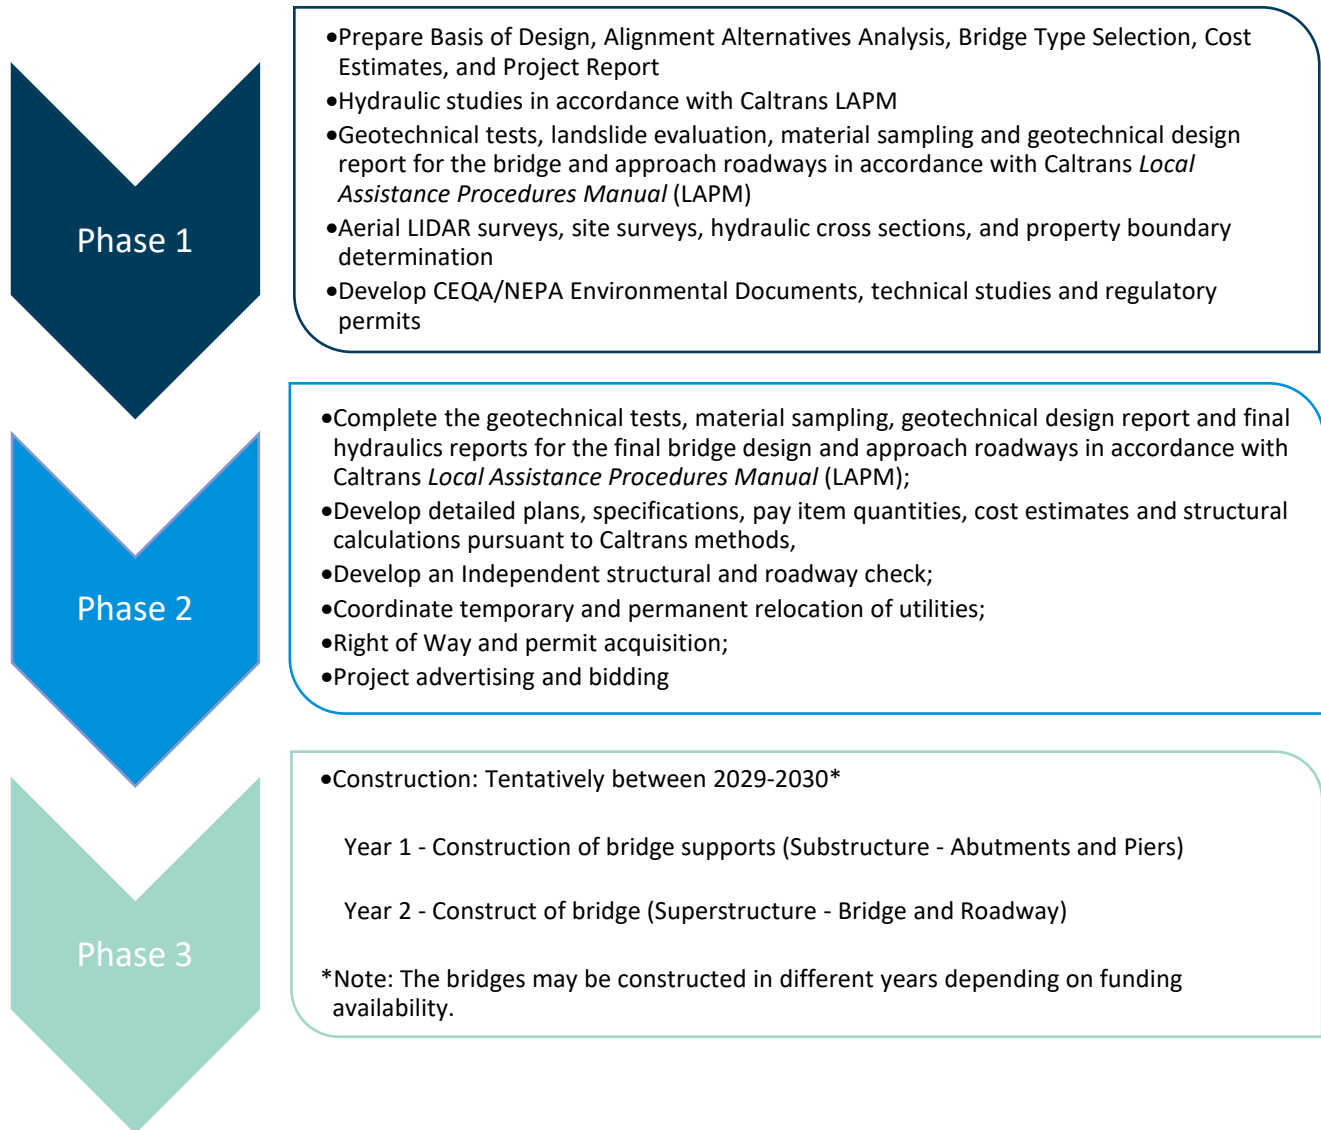 Phase 1
•Prepare Basis of Design, Alignment Alternatives Analysis, Bridge Type Selection, Cost
Estimates, and Project Report
•Hydraulic studies in accordance with Caltrans LAPM
•Geotechnical tests, landslide evaluation, material sampling and geotechnical design
report for the bridge and approach roadways in accordance with Caltrans Local
Assistance Procedures Manual (LAPM)
•Aerial LIDAR surveys, site surveys, hydraulic cross sections, and property boundary
determination
•Develop CEQA/NEPA Environmental Documents, technical studies and regulatory
permits
Phase 2
•Complete the geotechnical tests, material sampling, geotechnical design report and final
hydraulics reports for the final bridge design and approach roadways in accordance with
Caltrans Local Assistance Procedures Manual (LAPM);
•Develop detailed plans, specifications, pay item quantities, cost estimates and structural
calculations pursuant to Caltrans methods,
•Develop an Independent structural and roadway check;
•Coordinate temporary and permanent relocation of utilities;
•Right of Way and permit acquisition;
•Project advertising and bidding
Phase 3
•Construction: Tentatively between 2029-2030*
Year 1 - Construction of bridge supports (Substructure - Abutments and Piers)
Year 2 - Construct of bridge (Superstructure - Bridge and Roadway)
*Note: The bridges may be constructed in different years depending on funding
availability.